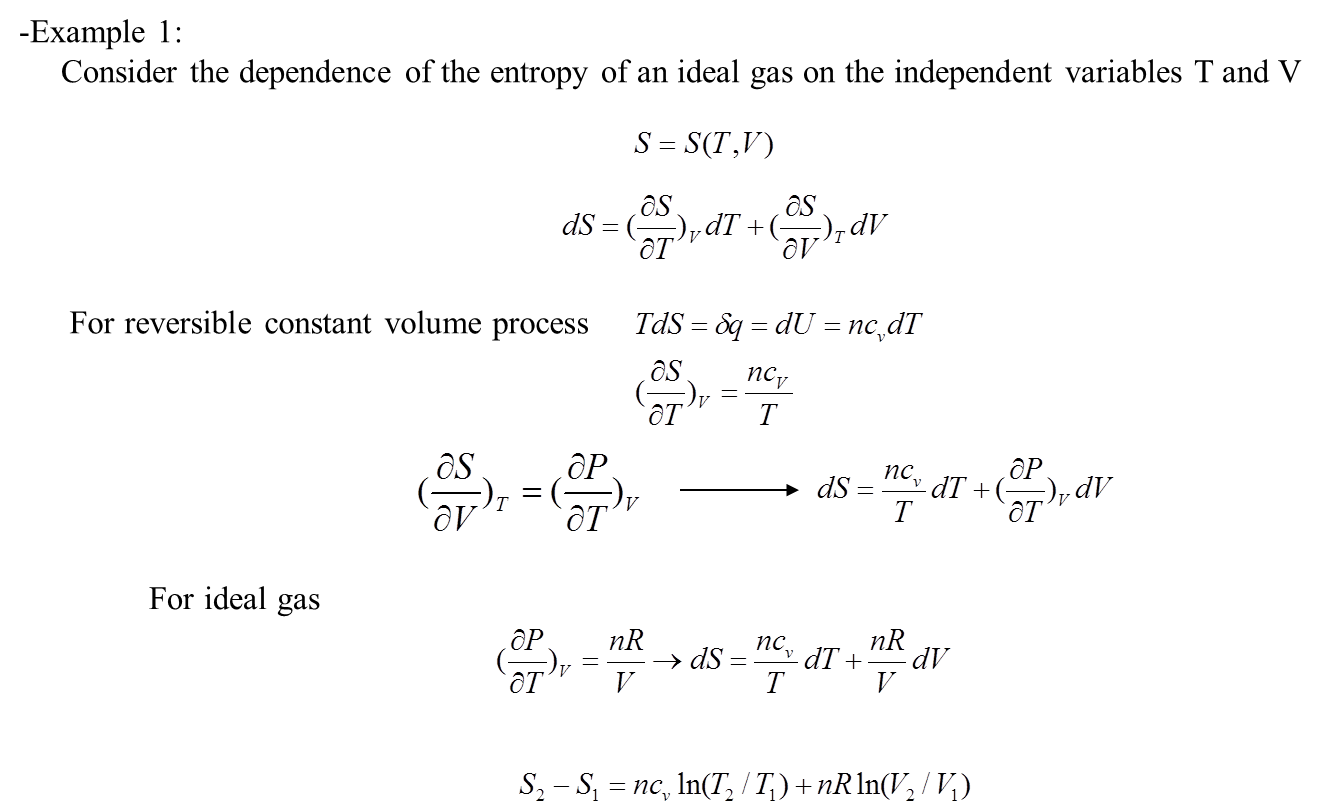 -Example 1:
Consider the dependence of the entropy of an ideal gas on the independent variables T and V
S = S(T,V)
dS = (∂S/∂T)_V dT + (∂S/∂V)_T dV
For reversible constant volume process TdS = δq = dU = nc_v dT
(∂S/∂T)_V = nc_V/T
(∂S/∂V)_T = (∂P/∂T)_V ⟶ dS = nc_v/T dT + (∂P/∂T)_V dV
For ideal gas
(∂P/∂T)_V = nR/V → dS = nc_v/T dT + nR/V dV
S_2 − S_1 = nc_v ln(T_2 / T_1) + nR ln(V_2 / V_1)